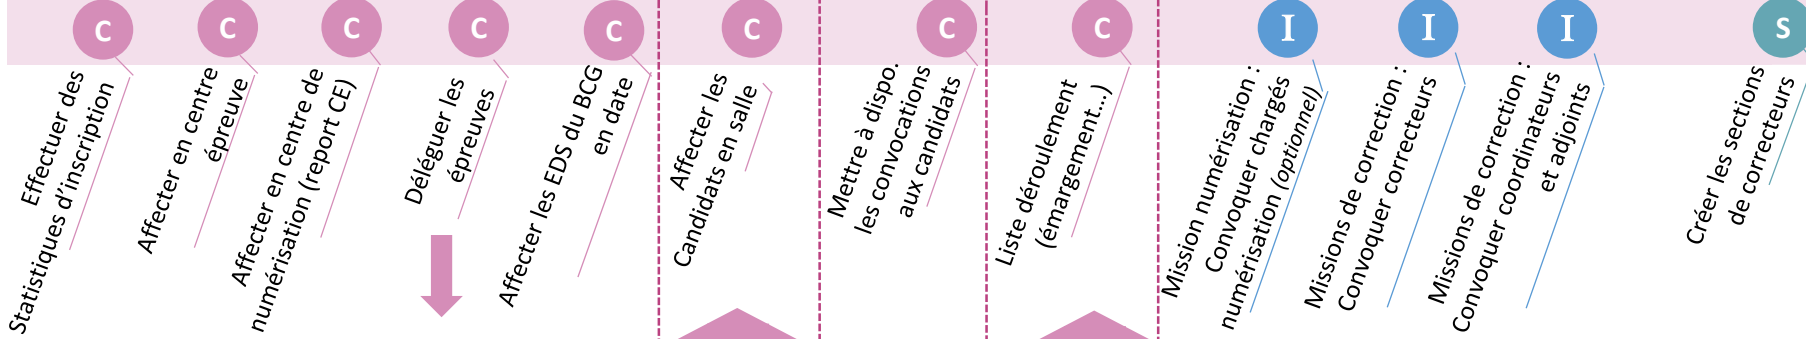 C
Effectuer des
Statistiques d'inscription
C
Affecter en centre
épreuve
C
Affecter en centre de
numérisation (report CE)
C
Déléguer les
épreuves
C
Affecter les EDS du BCG
en date
C
Affecter les
Candidats en salle
C
Mettre à dispo.
les convocations
aux candidats
C
Liste déroulement
(émargement...)
I
Mission numérisation :
Convoquer chargés
numérisation (optionnel)
I
Missions de correction :
Convoquer correcteurs
I
Missions de correction :
Convoquer coordinateurs
et adjoints
S
Créer les sections
de correcteurs